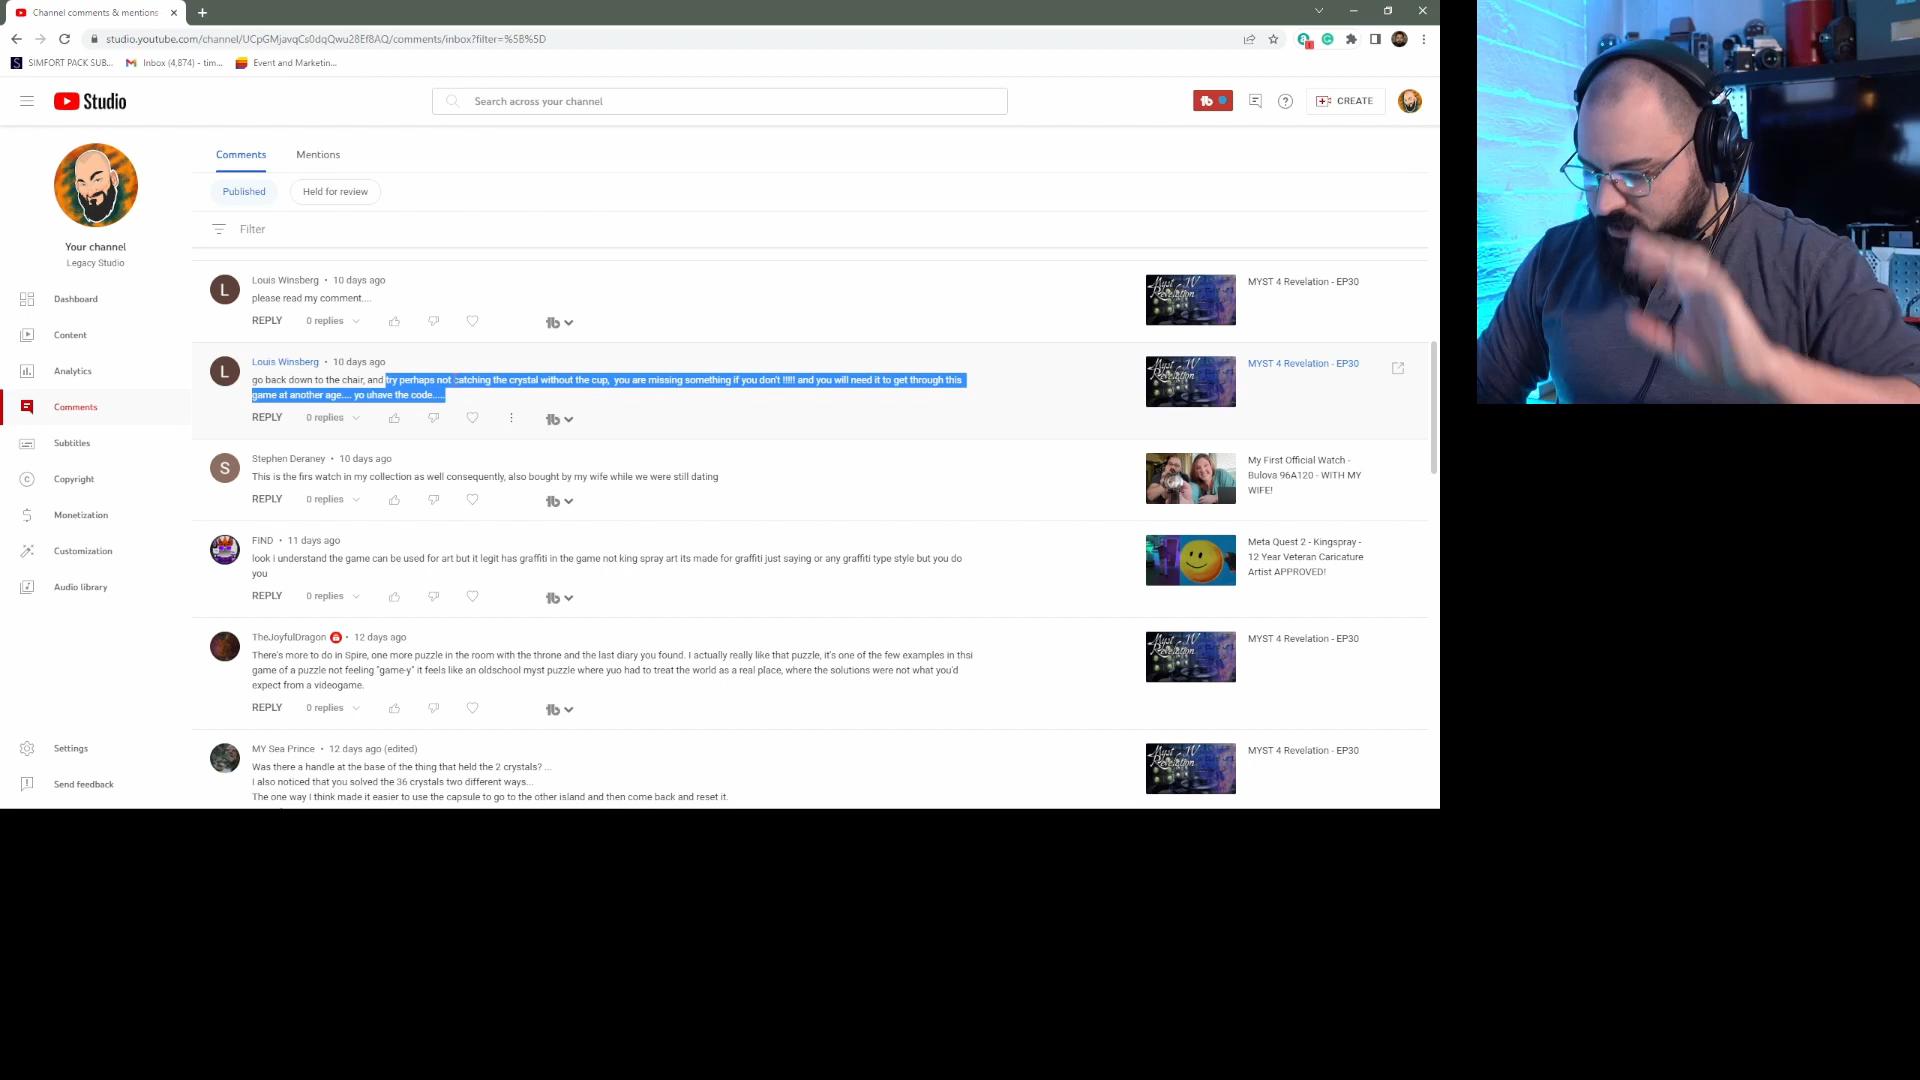 Channel comments & mentions
studio.youtube.com/channel/UCpGMjavqCs0dqQwu28Ef8AQ/comments/inbox?filter=%5B%5D
SIMFORT PACK SUB...
Inbox (4,874) - tim...
Event and Marketin...
Studio
Search across your channel
CREATE
Comments
Mentions
Published
Held for review
Filter
Your channel
Legacy Studio
Dashboard
Content
Analytics
Comments
Subtitles
Copyright
Monetization
Customization
Audio library
Settings
Send feedback
Louis Winsberg • 10 days ago
please read my comment....
REPLY 0 replies
MYST 4 Revelation - EP30
Louis Winsberg • 10 days ago
go back down to the chair, and try perhaps not catching the crystal without the cup, you are missing something if you don't !!!!! and you will need it to get through this
game at another age.... yo uhave the code.....
REPLY 0 replies
MYST 4 Revelation - EP30
Stephen Deraney • 10 days ago
This is the firs watch in my collection as well consequently, also bought by my wife while we were still dating
REPLY 0 replies
My First Official Watch -
Bulova 96A120 - WITH MY
WIFE!
FIND • 11 days ago
look i understand the game can be used for art but it legit has graffiti in the game not king spray art its made for graffiti just saying or any graffiti type style but you do
you
REPLY 0 replies
Meta Quest 2 - Kingspray -
12 Year Veteran Caricature
Artist APPROVED!
TheJoyfulDragon • 12 days ago
There's more to do in Spire, one more puzzle in the room with the throne and the last diary you found. I actually really like that puzzle, it's one of the few examples in thsi
game of a puzzle not feeling "game-y" it feels like an oldschool myst puzzle where yuo had to treat the world as a real place, where the solutions were not what you'd
expect from a videogame.
REPLY 0 replies
MYST 4 Revelation - EP30
MY Sea Prince • 12 days ago (edited)
Was there a handle at the base of the thing that held the 2 crystals? ...
I also noticed that you solved the 36 crystals two different ways...
The one way I think made it easier to use the capsule to go to the other island and then come back and reset it.
MYST 4 Revelation - EP30